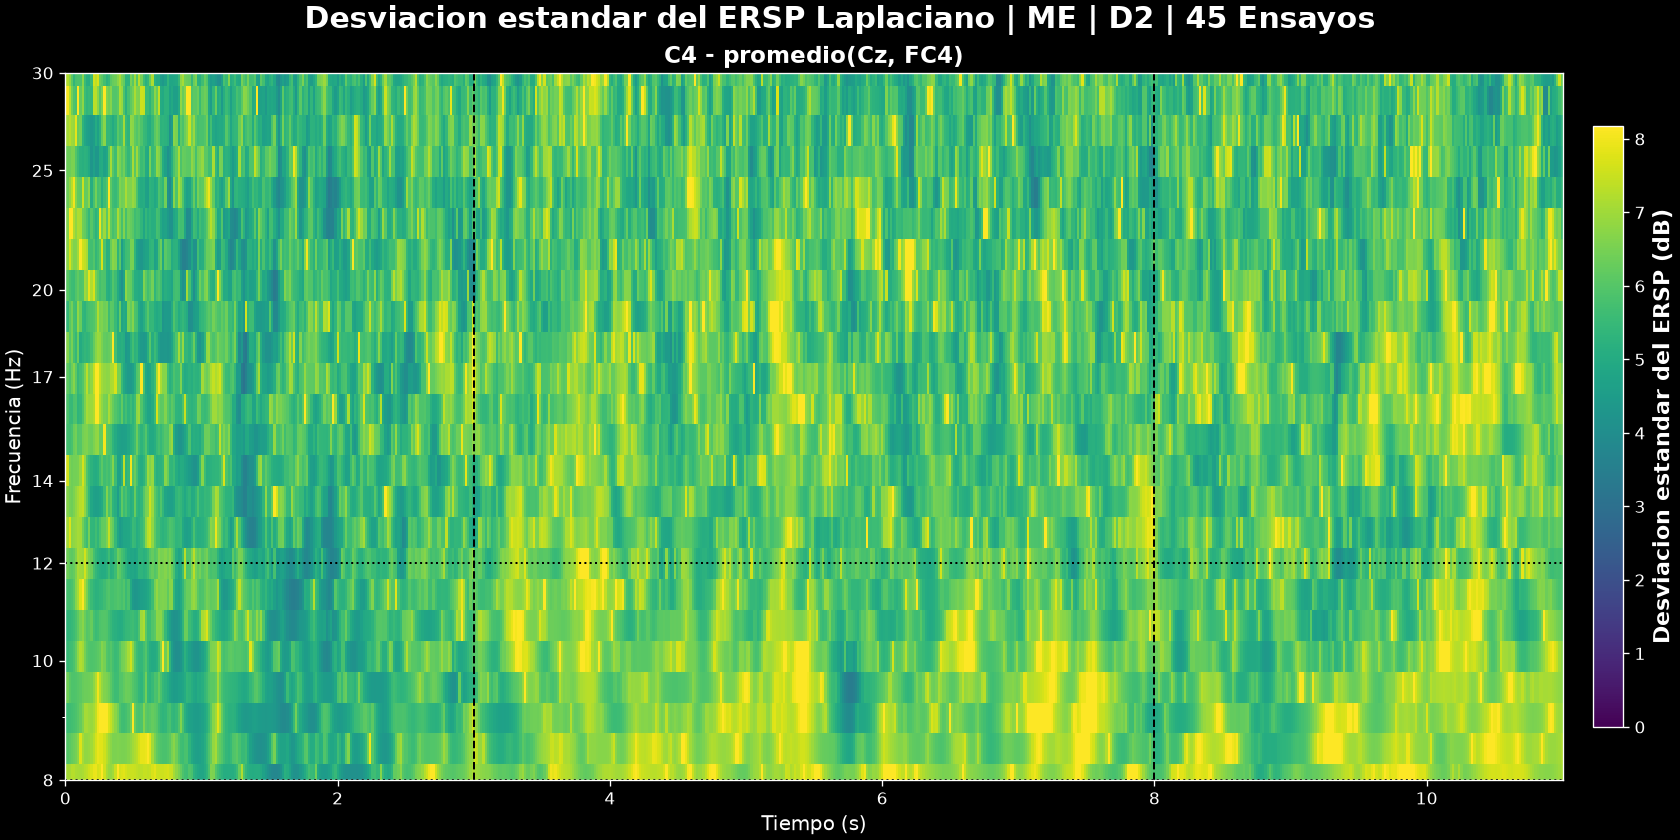 Desviacion estandar del ERSP Laplaciano | ME | D2 | 45 Ensayos
C4 - promedio(Cz, FC4)
Frecuencia (Hz)
30
25
20
17
14
12
10
8
0 2 4 6 8 10
Tiempo (s)
8
7
6
5
4
3
2
1
0
Desviacion estandar del ERSP (dB)